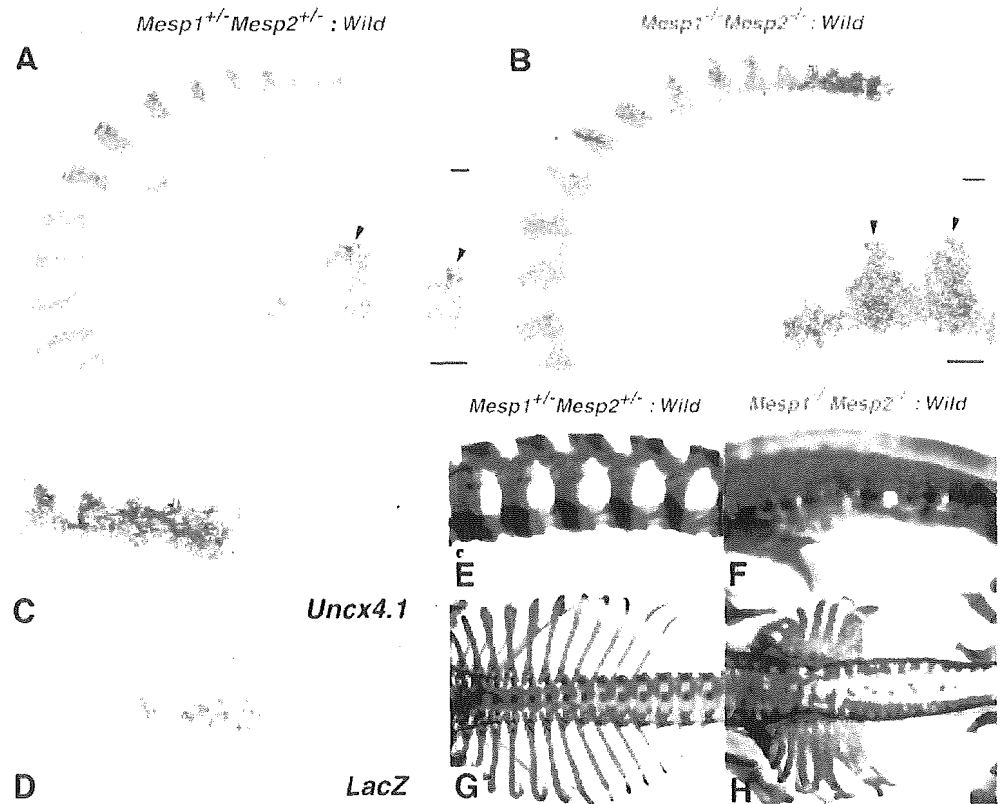 Mesp1+/-Mesp2+/- : Wild
Mesp1-/-Mesp2-/- : Wild
A
B
Mesp1+/-Mesp2+/- : Wild
Mesp1-/-Mesp2-/- : Wild
C
Uncx4.1
E
F
D
LacZ
G
H